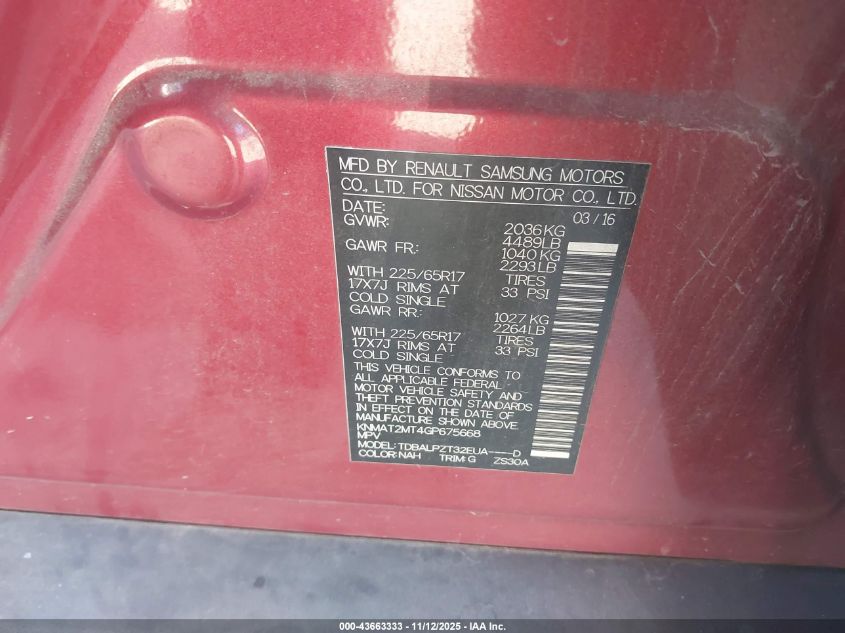 MFD BY RENAULT SAMSUNG MOTORS
CO., LTD. FOR NISSAN MOTOR CO., LTD.
DATE: 03/16
GVWR: 2036KG
4489LB
GAWR FR: 1040 KG
2293LB
WITH 225/65R17 TIRES
17X7J RIMS AT 33 PSI
COLD SINGLE
GAWR RR: 1027 KG
2264LB
WITH 225/65R17 TIRES
17X7J RIMS AT 33 PSI
COLD SINGLE
THIS VEHICLE CONFORMS TO
ALL APPLICABLE FEDERAL
MOTOR VEHICLE SAFETY AND
THEFT PREVENTION STANDARDS
IN EFFECT ON THE DATE OF
MANUFACTURE SHOWN ABOVE.
KNMAT2MT4GP675668
MPV
MODEL:TDBALPZT32EUA----D
COLOR:NAH TRIM:G ZS30A
000-43663333 - 11/12/2025 - IAA Inc.